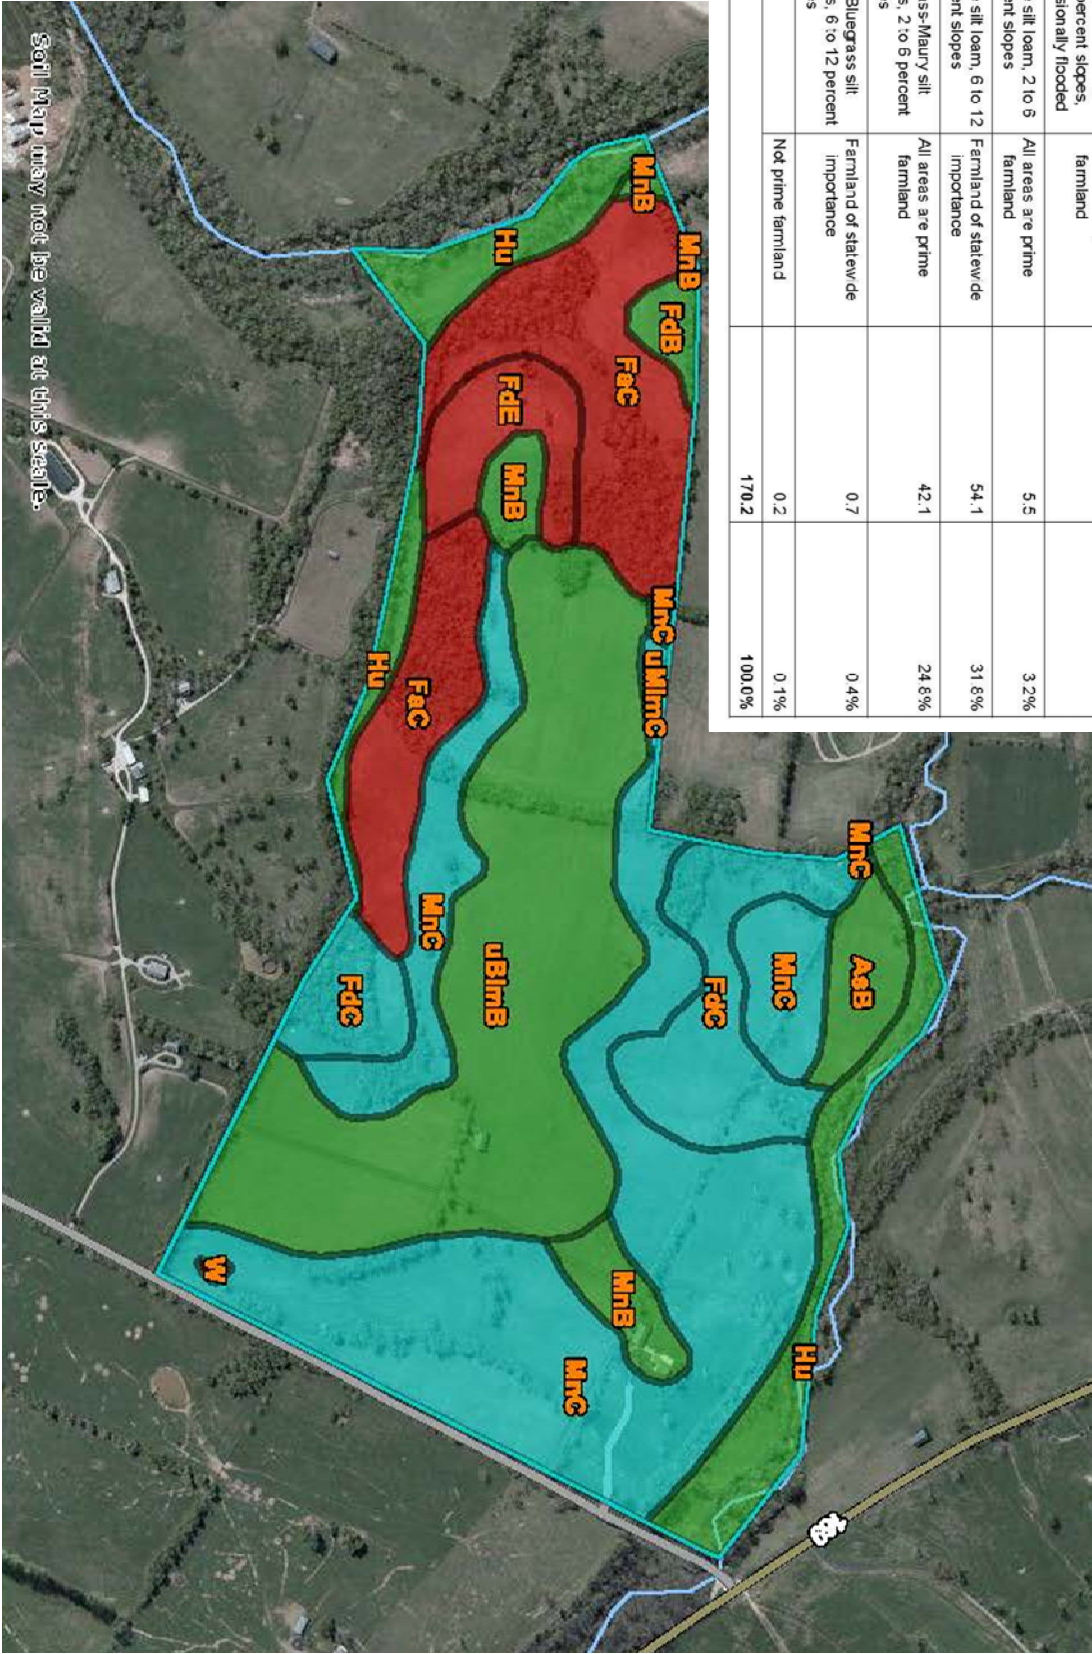 percent slopes,
sionally flooded
farmland
silt loam, 2 to 6
ent slopes
All areas are prime
farmland
5.5
3.2%
silt loam, 6 to 12
ent slopes
Farmland of statewide
importance
54.1
31.8%
ass-Maury silt
s, 2 to 6 percent
es
All areas are prime
farmland
42.1
24.8%
Bluegrass silt
s, 6 to 12 percent
es
Farmland of statewide
importance
0.7
0.4%
Not prime farmland
0.2
0.1%
170.2
100.0%
MnC
AsB
Hu
MnC
FdC
MnB
FdB
MnC
uMlmC
MnB
FaC
MnB
MnC
MnB
FdE
Hu
uBlmB
MnC
FaC
Hu
FdC
W
Soil Map may not be valid at this scale.